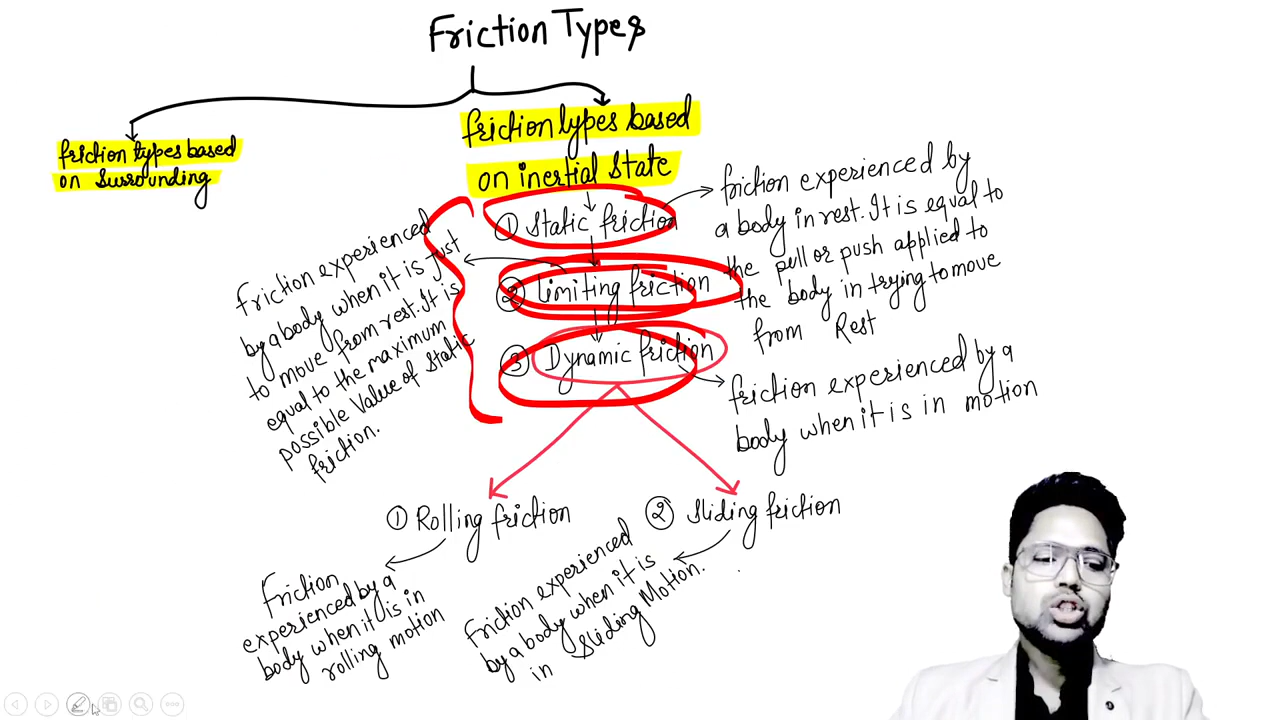 Friction Types
friction types based
on Surrounding
friction types based
on inertial State
① Static friction
friction experienced by
a body in rest. It is equal to
the pull or push applied to
the body in trying to move
from Rest
② Limiting friction
Friction experienced
by a body when it is just
to move from rest. It is
equal to the maximum
possible Value of Static
friction.
③ Dynamic friction
friction experienced by a
body when it is in motion
① Rolling friction
Friction
experienced by a
body when it is in
rolling motion
② Sliding friction
Friction experienced
by a body when it is
in Sliding Motion.